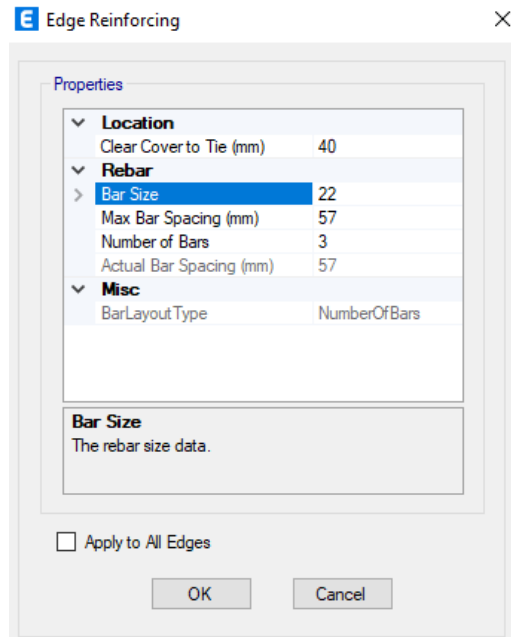 E Edge Reinforcing
Properties
Location
Clear Cover to Tie (mm) 40
Rebar
Bar Size 22
Max Bar Spacing (mm) 57
Number of Bars 3
Actual Bar Spacing (mm) 57
Misc
BarLayoutType NumberOfBars
Bar Size
The rebar size data.
Apply to All Edges
OK Cancel